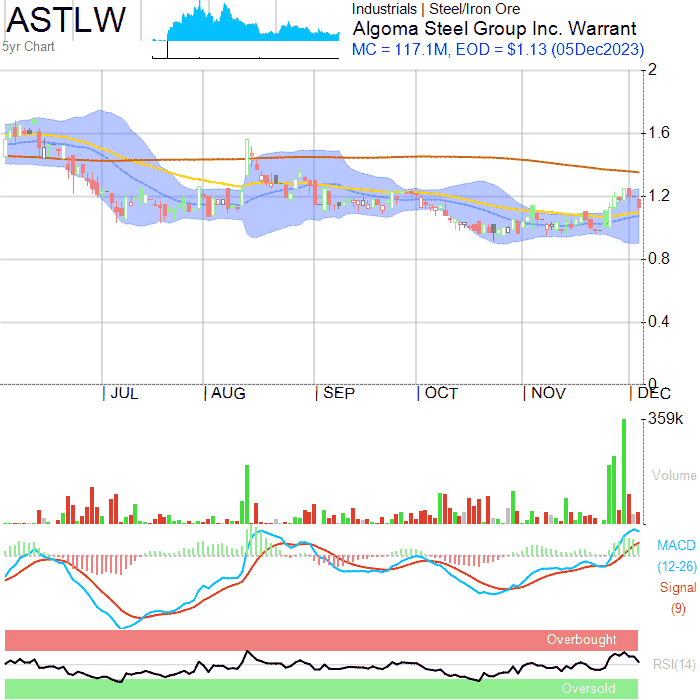 ASTLW
5yr Chart
Industrials | Steel/Iron Ore
Algoma Steel Group Inc. Warrant
MC = 117.1M, EOD = $1.13 (05Dec2023)
2
1.6
1.2
0.8
0.4
0
JUL AUG SEP OCT NOV DEC
359k
Volume
MACD
(12-26)
Signal
(9)
Overbought
RSI(14)
Oversold